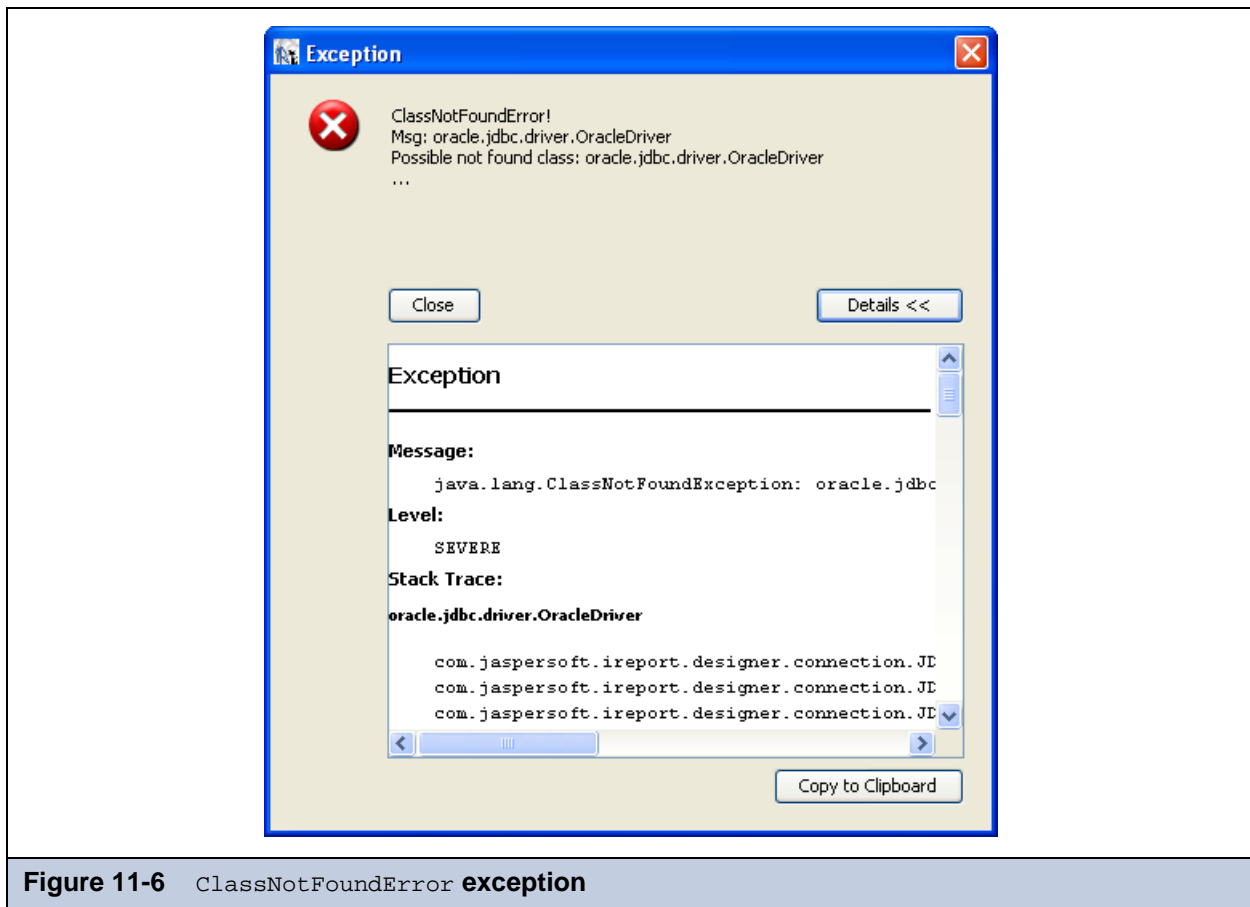 Exception
ClassNotFoundError!
Msg: oracle.jdbc.driver.OracleDriver
Possible not found class: oracle.jdbc.driver.OracleDriver
...
Close
Details <<
Exception
Message:
java.lang.ClassNotFoundException: oracle.jdbc
Level:
SEVERE
Stack Trace:
oracle.jdbc.driver.OracleDriver
com.jaspersoft.ireport.designer.connection.JD
com.jaspersoft.ireport.designer.connection.JD
com.jaspersoft.ireport.designer.connection.JD
Copy to Clipboard
Figure 11-6 ClassNotFoundError exception